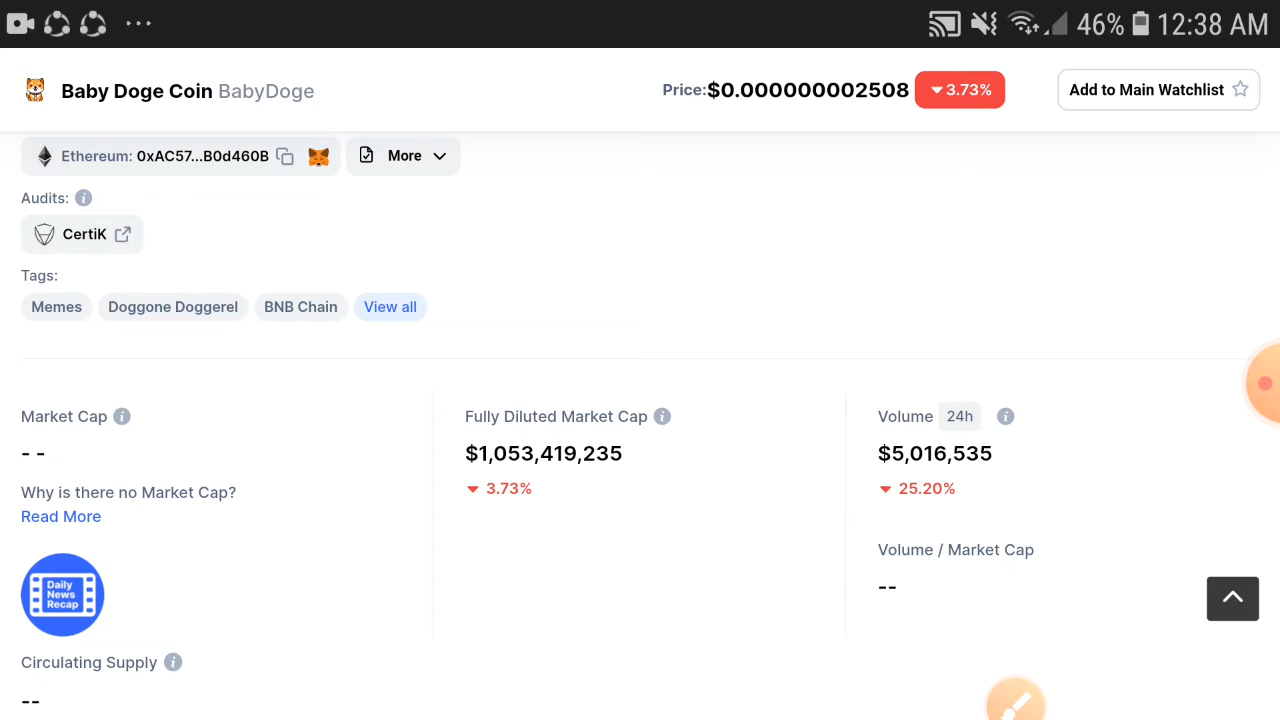 46% 12:38 AM
Baby Doge Coin BabyDoge Price:$0.000000002508 3.73% Add to Main Watchlist
Ethereum: 0xAC57...B0d460B More
Audits:
CertiK
Tags:
Memes Doggone Doggerel BNB Chain View all
Market Cap Fully Diluted Market Cap Volume 24h
- - $1,053,419,235 $5,016,535
3.73% 25.20%
Why is there no Market Cap?
Read More
Volume / Market Cap
--
Daily
News
Recap
Circulating Supply
--